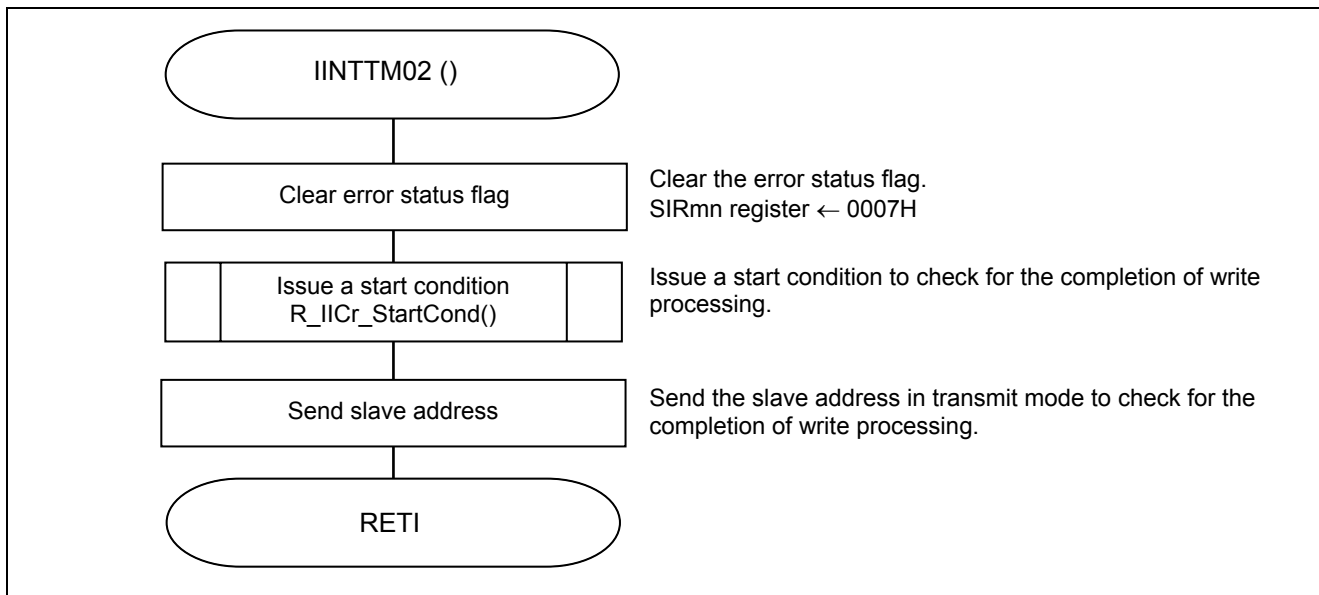 IINTTM02 ()
Clear error status flag
Clear the error status flag.
SIRmn register ← 0007H
Issue a start condition
R_IICr_StartCond()
Issue a start condition to check for the completion of write
processing.
Send slave address
Send the slave address in transmit mode to check for the
completion of write processing.
RETI